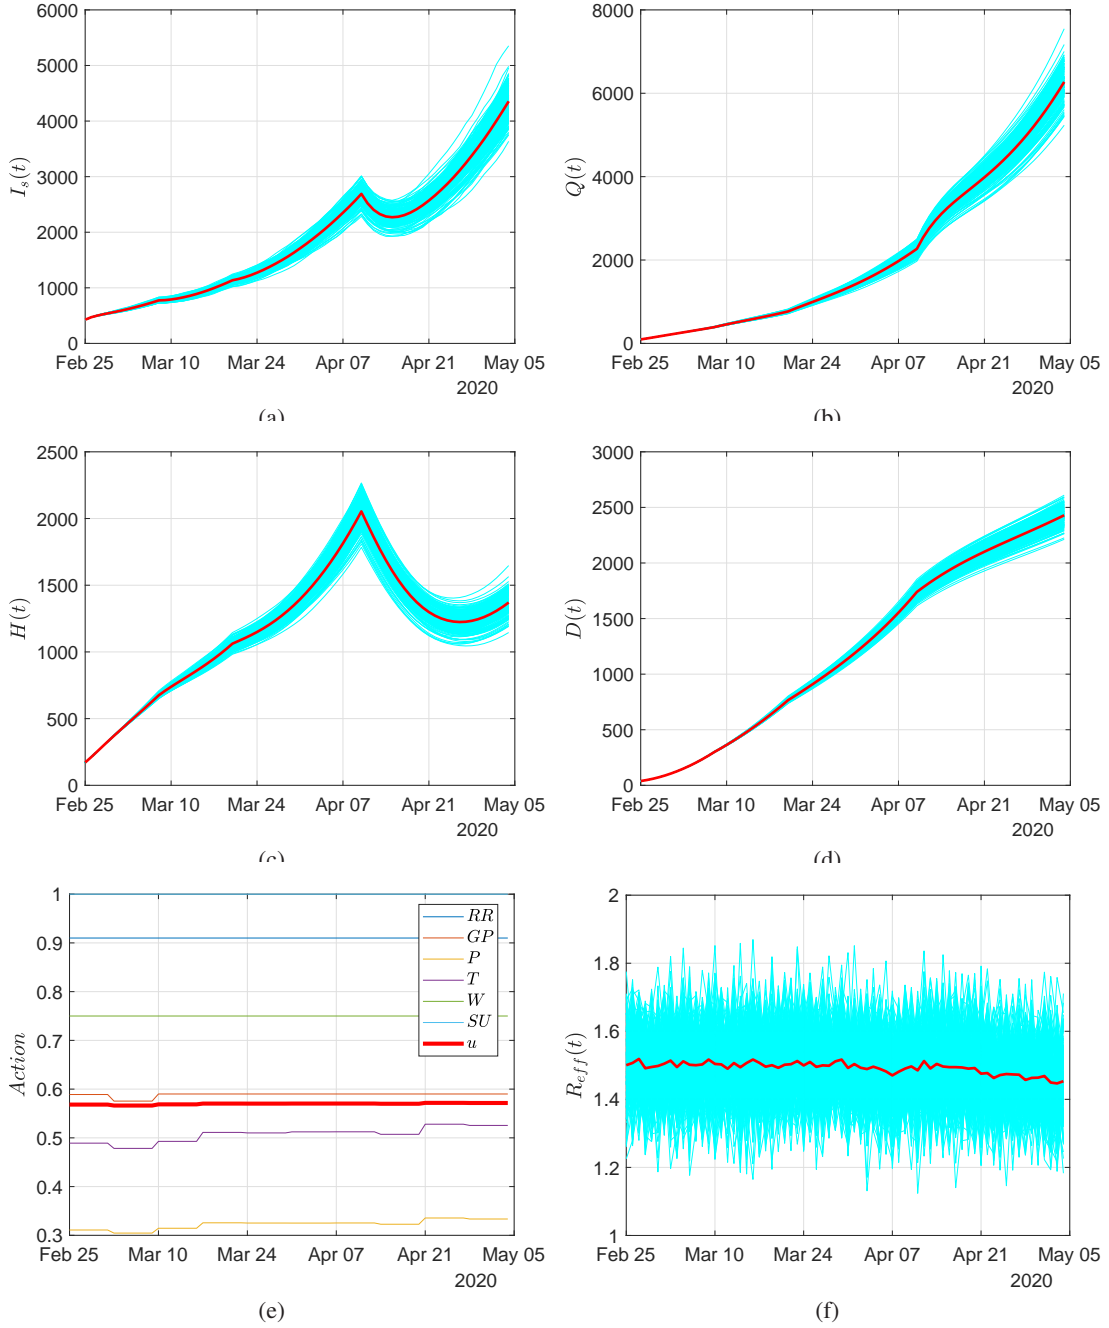 6000
5000
4000
3000
2000
1000
0
I_s(t)
Feb 25 Mar 10 Mar 24 Apr 07 Apr 21 May 05
2020
(a)
8000
6000
4000
2000
0
Q(t)
Feb 25 Mar 10 Mar 24 Apr 07 Apr 21 May 05
2020
(b)
2500
2000
1500
1000
500
0
H(t)
Feb 25 Mar 10 Mar 24 Apr 07 Apr 21 May 05
2020
(c)
3000
2500
2000
1500
1000
500
0
D(t)
Feb 25 Mar 10 Mar 24 Apr 07 Apr 21 May 05
2020
(d)
1
0.9
0.8
0.7
0.6
0.5
0.4
0.3
Action
RR
GP
P
T
W
SU
u
Feb 25 Mar 10 Mar 24 Apr 07 Apr 21 May 05
2020
(e)
2
1.8
1.6
1.4
1.2
1
R_{eff}(t)
Feb 25 Mar 10 Mar 24 Apr 07 Apr 21 May 05
2020
(f)